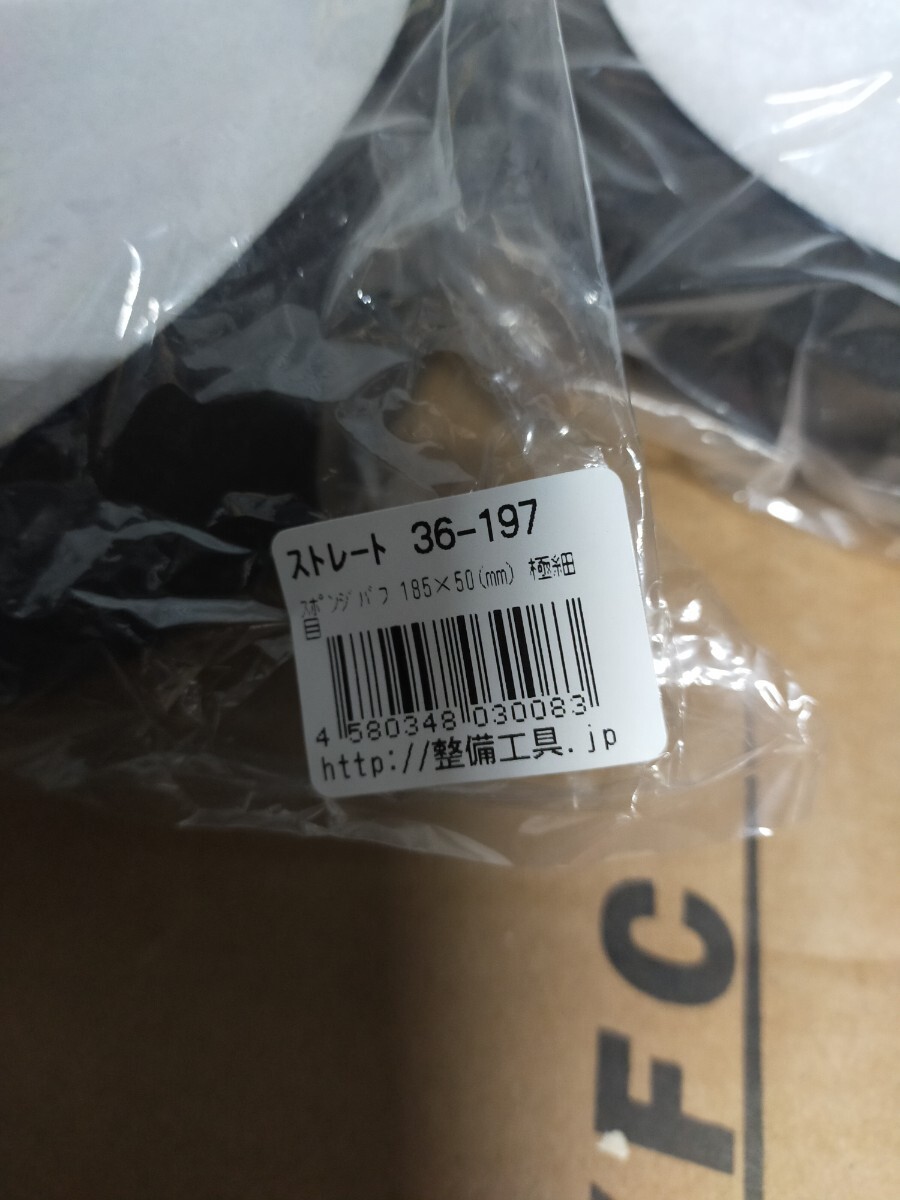 ストレート 36-197
スポンジバフ 185×50(mm) 極細
目
4 580348 030083
http://整備工具.jp
FC